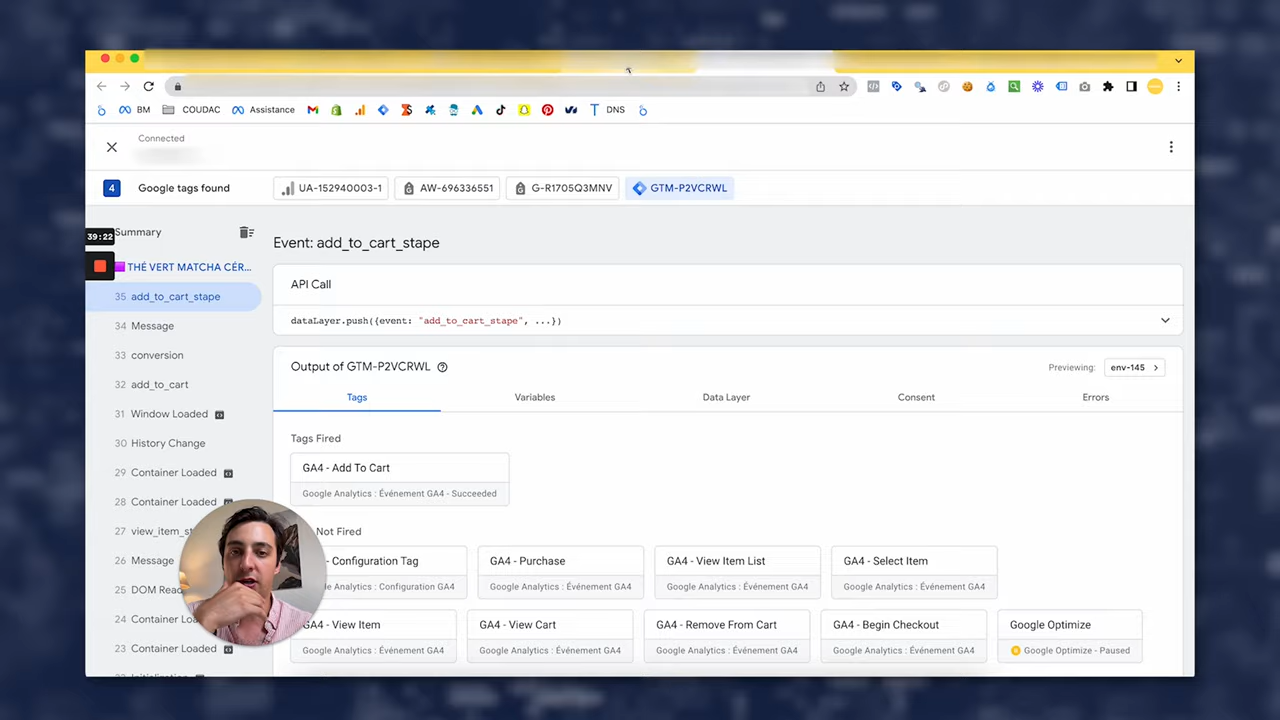 BM
COUDAC
Assistance
DNS
Connected
4
Google tags found
UA-152940003-1
AW-696336551
G-R1705Q3MNV
GTM-P2VCRWL
39:22
Summary
THÉ VERT MATCHA CÉR...
35 add_to_cart_stape
34 Message
33 conversion
32 add_to_cart
31 Window Loaded
30 History Change
29 Container Loaded
28 Container Loaded
27 view_item_st
26 Message
25 DOM Read
24 Container Lo
23 Container Loaded
Event: add_to_cart_stape
API Call
dataLayer.push({event: "add_to_cart_stape", ...})
Output of GTM-P2VCRWL
Previewing: env-145
Tags
Variables
Data Layer
Consent
Errors
Tags Fired
GA4 - Add To Cart
Google Analytics : Événement GA4 - Succeeded
Not Fired
- Configuration Tag
Analytics : Configuration GA4
GA4 - Purchase
Google Analytics : Événement GA4
GA4 - View Item List
Google Analytics : Événement GA4
GA4 - Select Item
Google Analytics : Événement GA4
GA4 - View Item
Analytics : Événement GA4
GA4 - View Cart
Google Analytics : Événement GA4
GA4 - Remove From Cart
Google Analytics : Événement GA4
GA4 - Begin Checkout
Google Analytics : Événement GA4
Google Optimize
Google Optimize - Paused